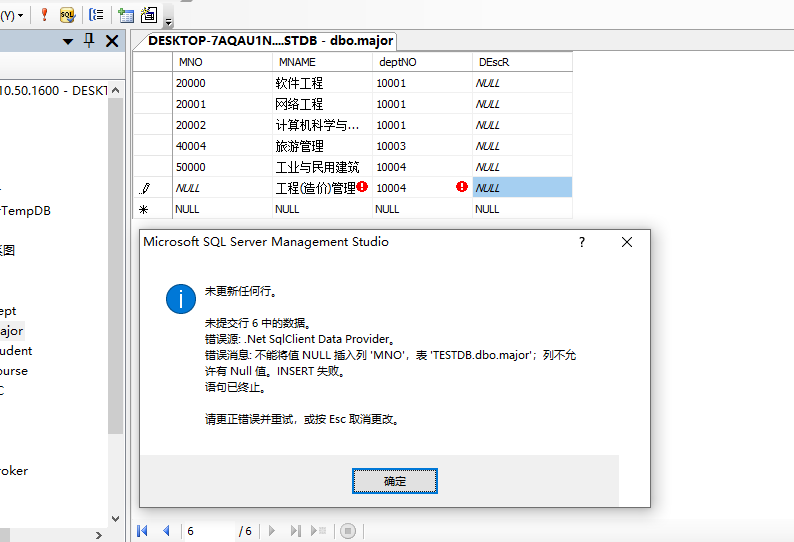 (Y)
SQL
DESKTOP-7AQAU1N....STDB - dbo.major
MNO MNAME deptNO DEscR
10.50.1600 - DESKT
20000 软件工程 10001 NULL
20001 网络工程 10001 NULL
20002 计算机科学与... 10001 NULL
40004 旅游管理 10003 NULL
50000 工业与民用建筑 10004 NULL
NULL 工程(造价)管理 10004 NULL
NULL NULL NULL NULL
rTempDB
图
ept
ajor
udent
ourse
C
roker
Microsoft SQL Server Management Studio
?
未更新任何行。
未提交行 6 中的数据。
错误源: .Net SqlClient Data Provider。
错误消息: 不能将值 NULL 插入列 'MNO'，表 'TESTDB.dbo.major'；列不允
许有 Null 值。INSERT 失败。
语句已终止。
请更正错误并重试，或按 Esc 取消更改。
确定
6 / 6